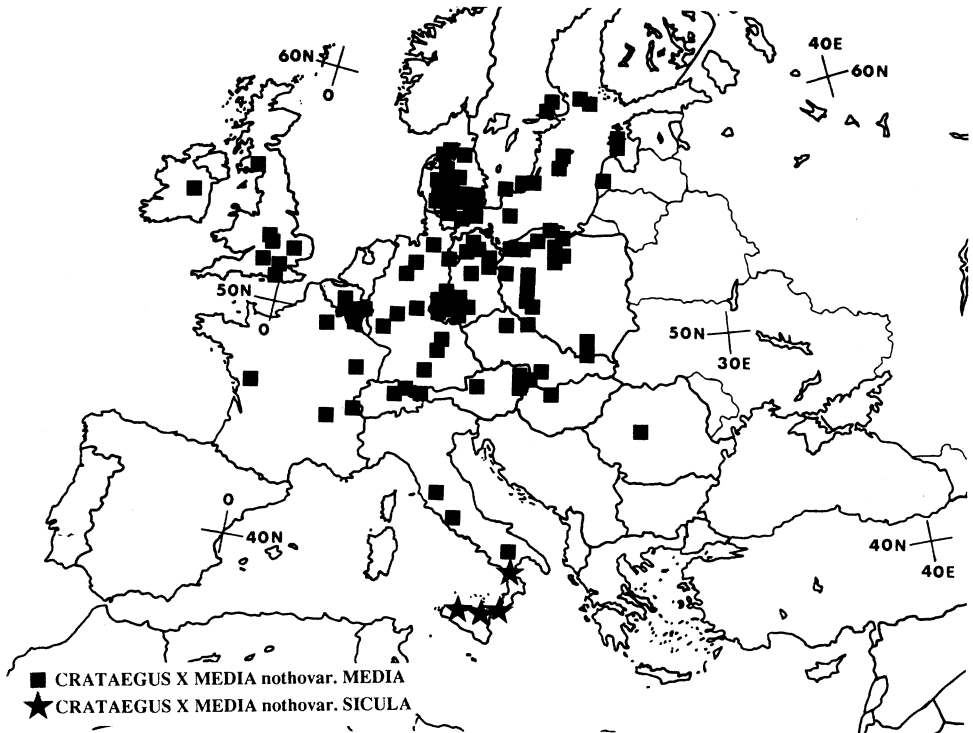 60N
0
40E
60N
50N
0
50N
30E
0
40N
40N
40E
CRATAEGUS X MEDIA nothovar. MEDIA
CRATAEGUS X MEDIA nothovar. SICULA